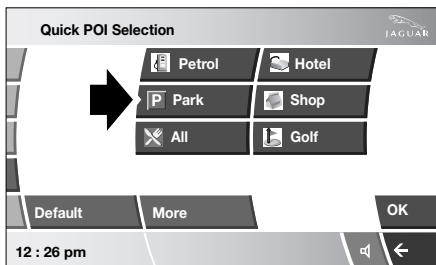 Quick POI Selection
JAGUAR
Petrol
Hotel
P Park
Shop
All
Golf
Default
More
OK
12 : 26 pm